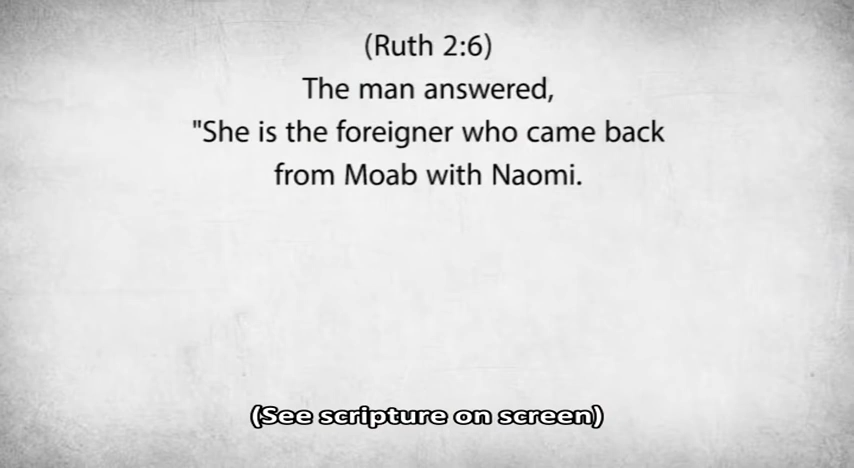 (Ruth 2:6)
The man answered,
"She is the foreigner who came back
from Moab with Naomi.
(See scripture on screen)